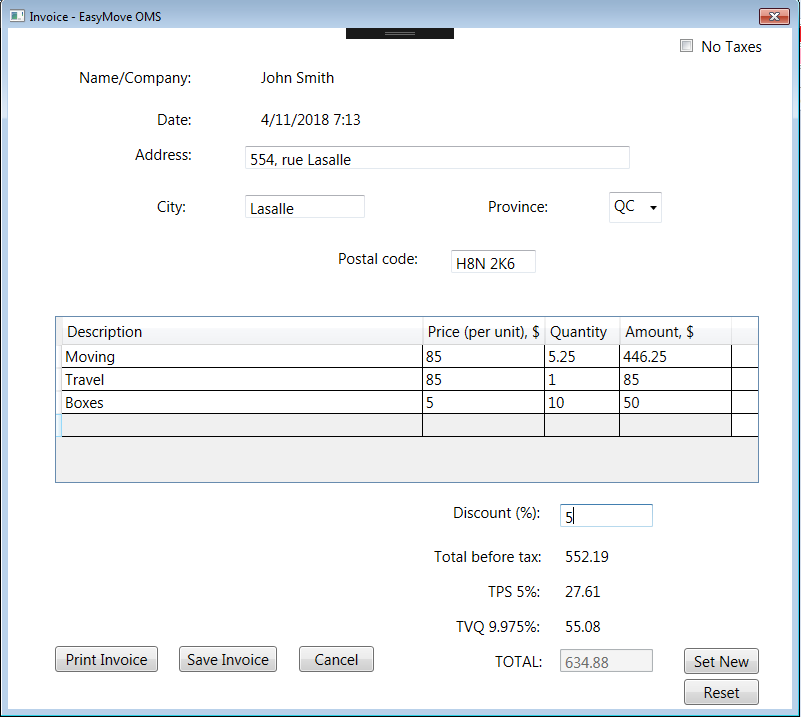 Invoice - EasyMove OMS
No Taxes
Name/Company: John Smith
Date: 4/11/2018 7:13
Address: 554, rue Lasalle
City: Lasalle Province: QC
Postal code: H8N 2K6
Description Price (per unit), $ Quantity Amount, $
Moving 85 5.25 446.25
Travel 85 1 85
Boxes 5 10 50
Discount (%): 5
Total before tax: 552.19
TPS 5%: 27.61
TVQ 9.975%: 55.08
Print Invoice Save Invoice Cancel TOTAL: 634.88 Set New
Reset